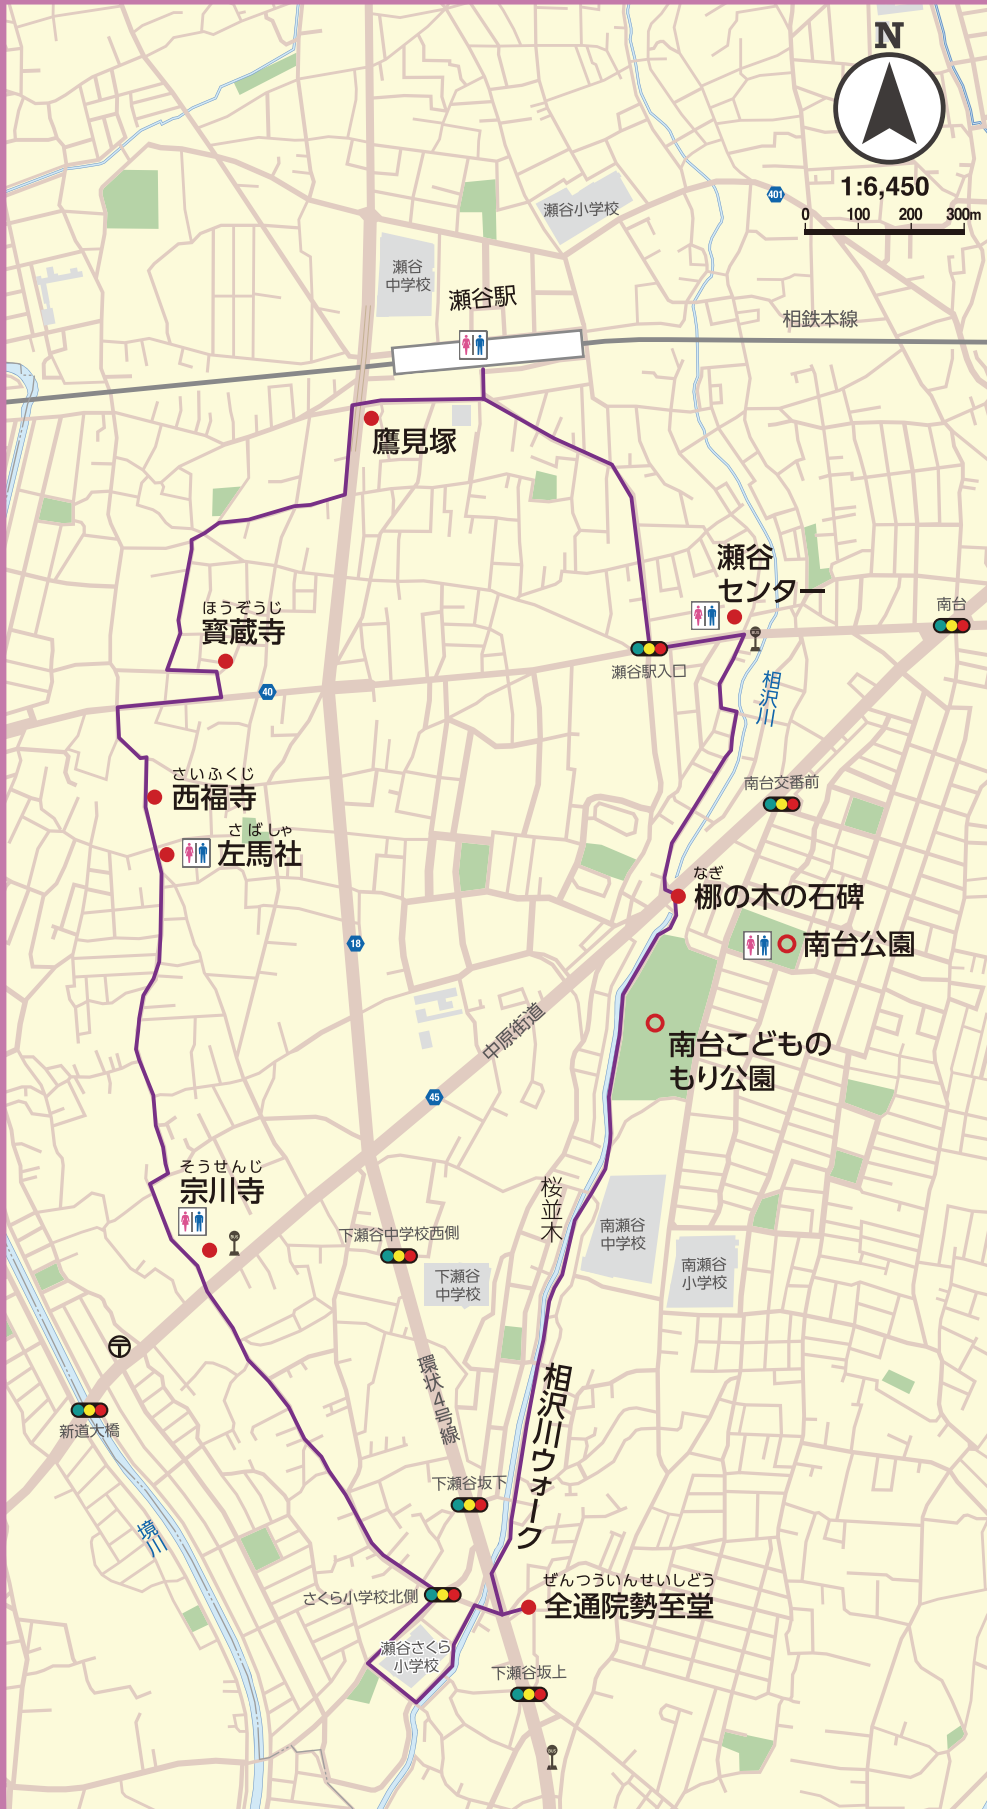 N
1:6,450
0 100 200 300m
401
瀬谷小学校
瀬谷
中学校
瀬谷駅
相鉄本線
鷹見塚
瀬谷
センター
南台
ほうぞうじ
寳蔵寺
瀬谷駅入口
相沢川
40
さいふくじ
西福寺
南台交番前
さばしゃ
左馬社
なぎ
梛の木の石碑
18
南台公園
中原街道
南台こどもの
もり公園
45
そうせんじ
宗川寺
桜並木
南瀬谷
中学校
下瀬谷中学校西側
南瀬谷
小学校
下瀬谷
中学校
環状4号線
相沢川ウォーク
新道大橋
下瀬谷坂下
境川
ぜんつういんせいしどう
全通院勢至堂
さくら小学校北側
瀬谷さくら
小学校
下瀬谷坂上